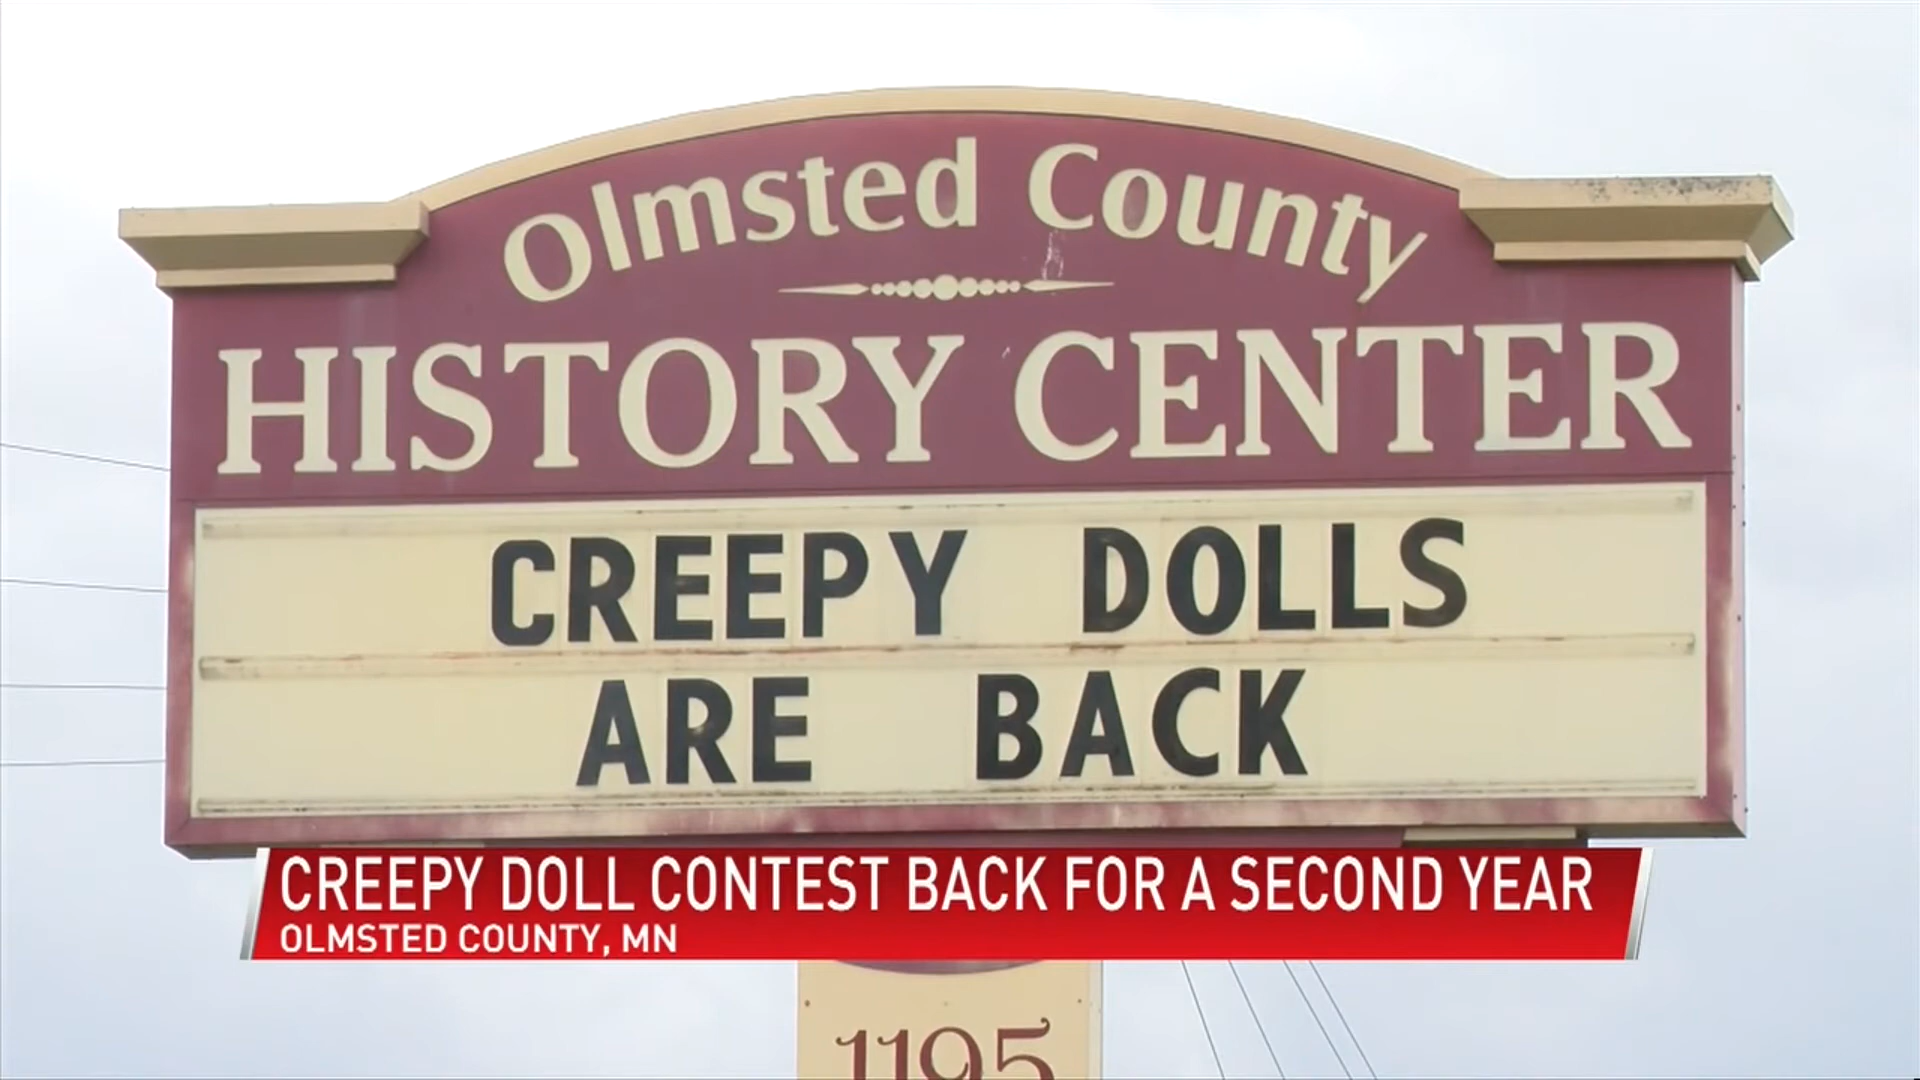 Olmsted County
HISTORY CENTER
CREEPY DOLLS
ARE BACK
CREEPY DOLL CONTEST BACK FOR A SECOND YEAR
OLMSTED COUNTY, MN
1195